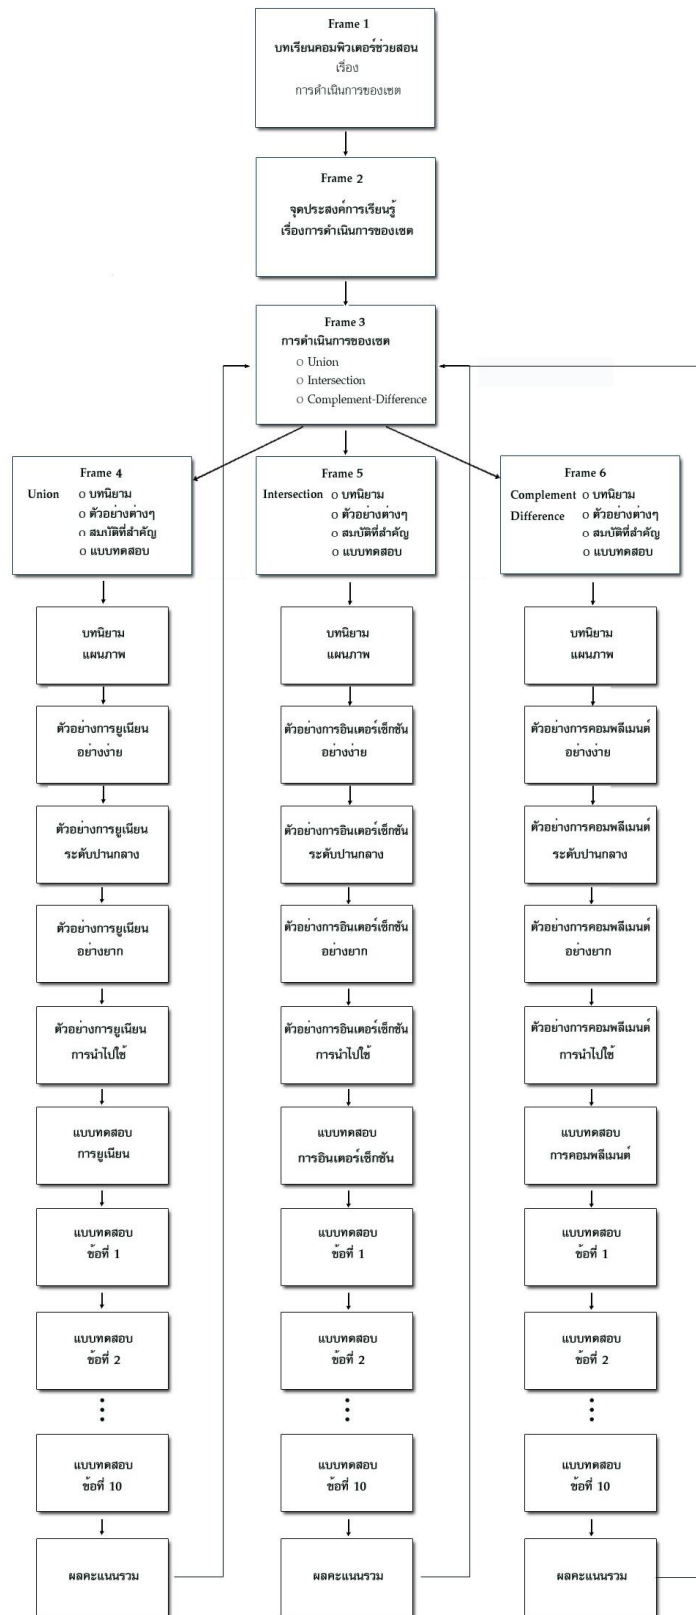 Frame 1
บทเรียนคอมพิวเตอร์ช่วยสอน
เรื่อง
การดำเนินการของเซต
Frame 2
จุดประสงค์การเรียนรู้
เรื่องการดำเนินการของเซต
Frame 3
การดำเนินการของเซต
o Union
o Intersection
o Complement-Difference
Frame 4
Union o บทนิยาม
o ตัวอย่างต่างๆ
o สมบัติที่สำคัญ
o แบบทดสอบ
Frame 5
Intersection o บทนิยาม
o ตัวอย่างต่างๆ
o สมบัติที่สำคัญ
o แบบทดสอบ
Frame 6
Complement o บทนิยาม
Difference o ตัวอย่างต่างๆ
o สมบัติที่สำคัญ
o แบบทดสอบ
บทนิยาม
แผนภาพ
ตัวอย่างการยูเนียน
อย่างง่าย
ตัวอย่างการยูเนียน
ระดับปานกลาง
ตัวอย่างการยูเนียน
อย่างยาก
ตัวอย่างการยูเนียน
การนำไปใช้
แบบทดสอบ
การยูเนียน
แบบทดสอบ
ข้อที่ 1
แบบทดสอบ
ข้อที่ 2
แบบทดสอบ
ข้อที่ 10
ผลคะแนนรวม
บทนิยาม
แผนภาพ
ตัวอย่างการอินเตอร์เซ็กชัน
อย่างง่าย
ตัวอย่างการอินเตอร์เซ็กชัน
ระดับปานกลาง
ตัวอย่างการอินเตอร์เซ็กชัน
อย่างยาก
ตัวอย่างการอินเตอร์เซ็กชัน
การนำไปใช้
แบบทดสอบ
การอินเตอร์เซ็กชัน
แบบทดสอบ
ข้อที่ 1
แบบทดสอบ
ข้อที่ 2
แบบทดสอบ
ข้อที่ 10
ผลคะแนนรวม
บทนิยาม
แผนภาพ
ตัวอย่างการคอมพลีเมนต์
อย่างง่าย
ตัวอย่างการคอมพลีเมนต์
ระดับปานกลาง
ตัวอย่างการคอมพลีเมนต์
อย่างยาก
ตัวอย่างการคอมพลีเมนต์
การนำไปใช้
แบบทดสอบ
การคอมพลีเมนต์
แบบทดสอบ
ข้อที่ 1
แบบทดสอบ
ข้อที่ 2
แบบทดสอบ
ข้อที่ 10
ผลคะแนนรวม